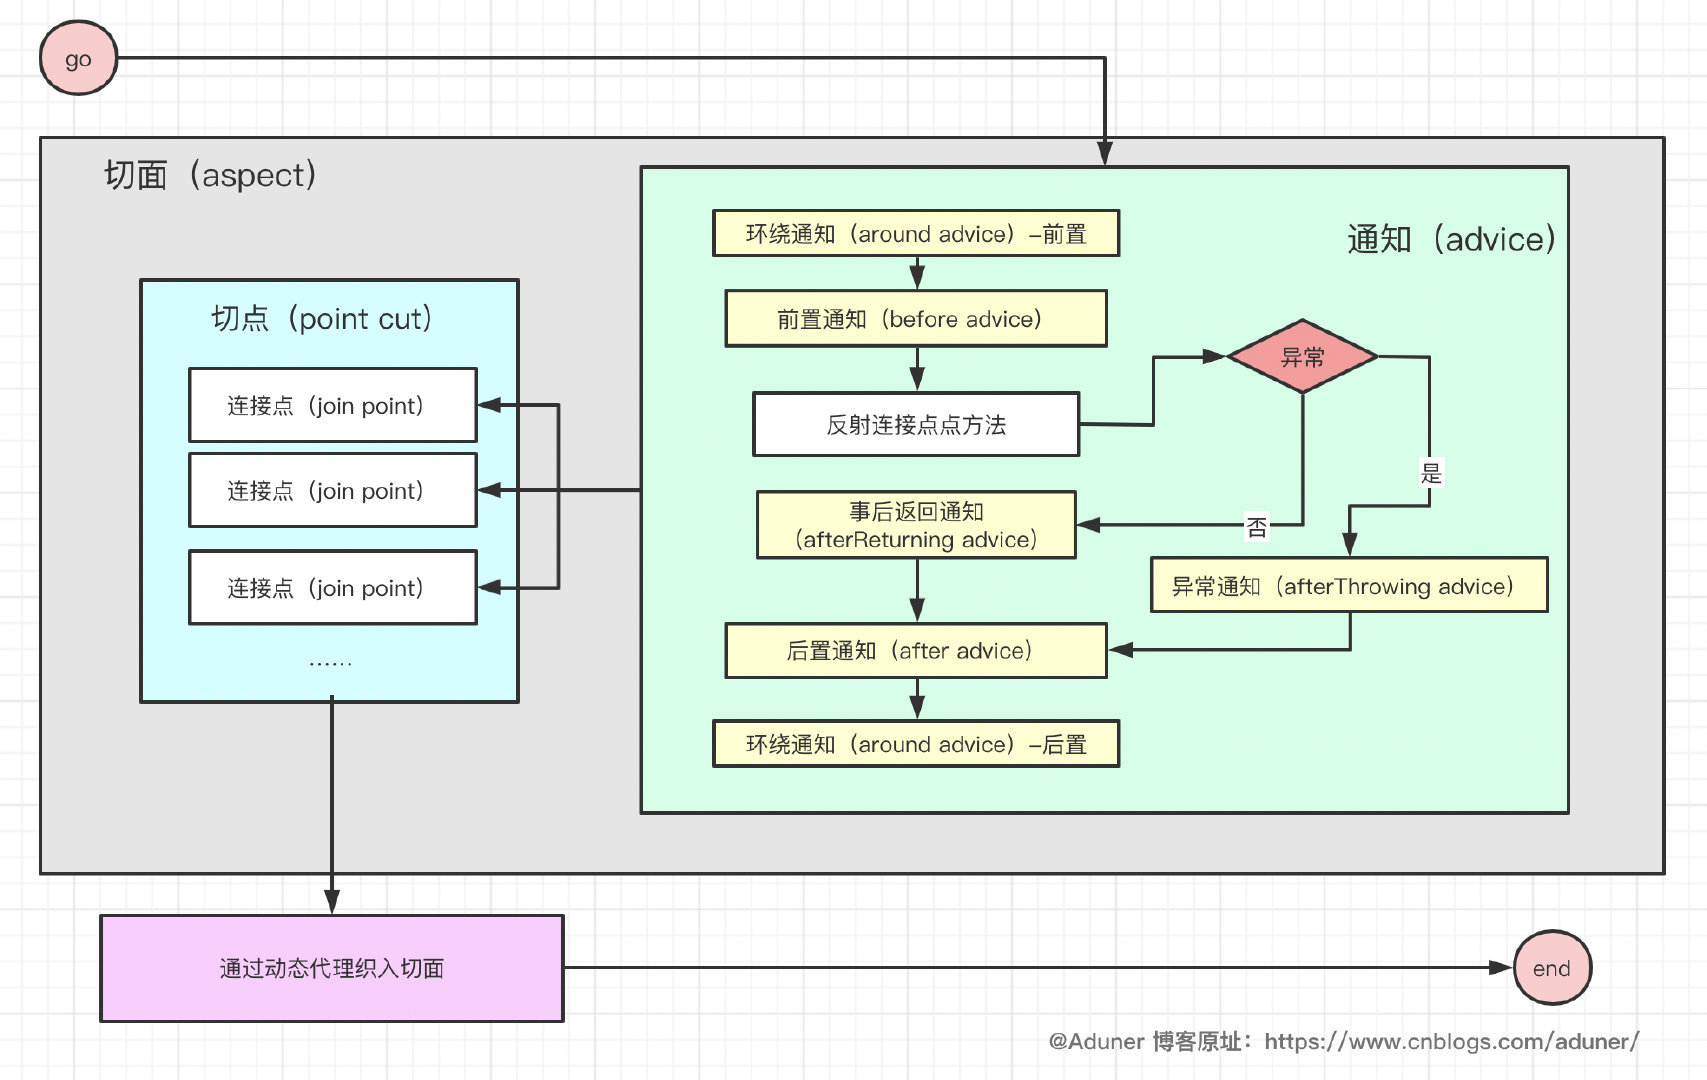 go
切面（aspect）
通知（advice）
环绕通知（around advice）-前置
前置通知（before advice）
异常
反射连接点点方法
是
否
事后返回通知
（afterReturning advice）
异常通知（afterThrowing advice）
后置通知（after advice）
环绕通知（around advice）-后置
切点（point cut）
连接点（join point）
连接点（join point）
连接点（join point）
......
通过动态代理织入切面
end
@Aduner 博客原址：https://www.cnblogs.com/aduner/